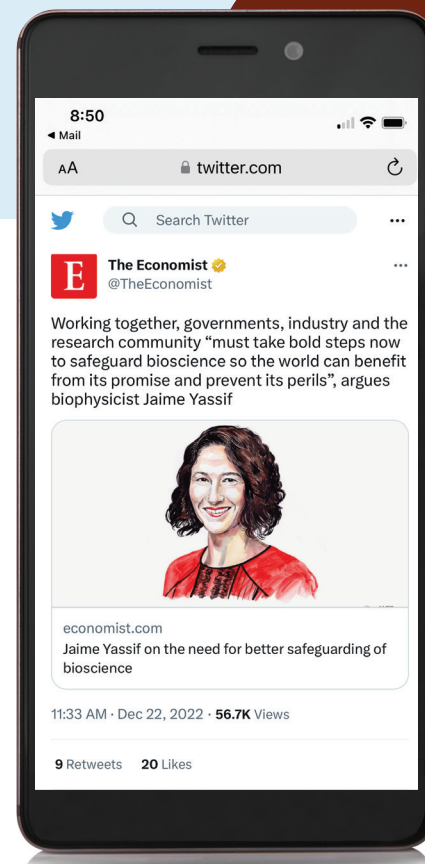 8:50
◀ Mail
AA twitter.com
Search Twitter
E The Economist
@TheEconomist
Working together, governments, industry and the
research community “must take bold steps now
to safeguard bioscience so the world can benefit
from its promise and prevent its perils”, argues
biophysicist Jaime Yassif
economist.com
Jaime Yassif on the need for better safeguarding of
bioscience
11:33 AM · Dec 22, 2022 · 56.7K Views
9 Retweets 20 Likes